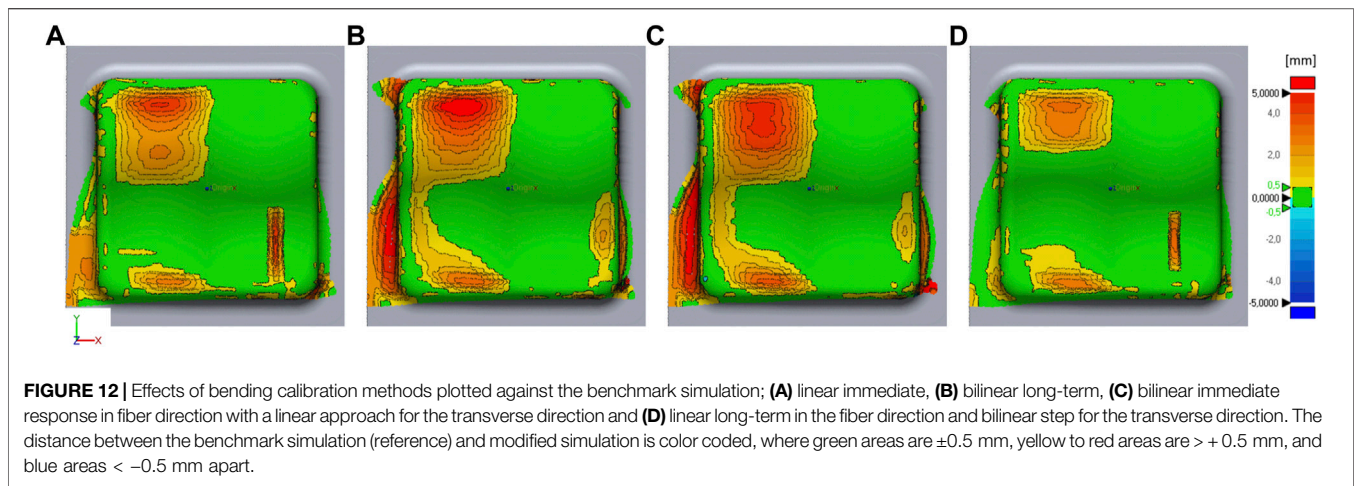 A
B
C
D
[mm]
5,0000
4,0
2,0
0,5
0,0000
-0,5
-2,0
-4,0
-5,0000
Y
Z
X
FIGURE 12 | Effects of bending calibration methods plotted against the benchmark simulation; (A) linear immediate, (B) bilinear long-term, (C) bilinear immediate
response in fiber direction with a linear approach for the transverse direction and (D) linear long-term in the fiber direction and bilinear step for the transverse direction. The
distance between the benchmark simulation (reference) and modified simulation is color coded, where green areas are ±0.5 mm, yellow to red areas are > + 0.5 mm, and
blue areas < −0.5 mm apart.